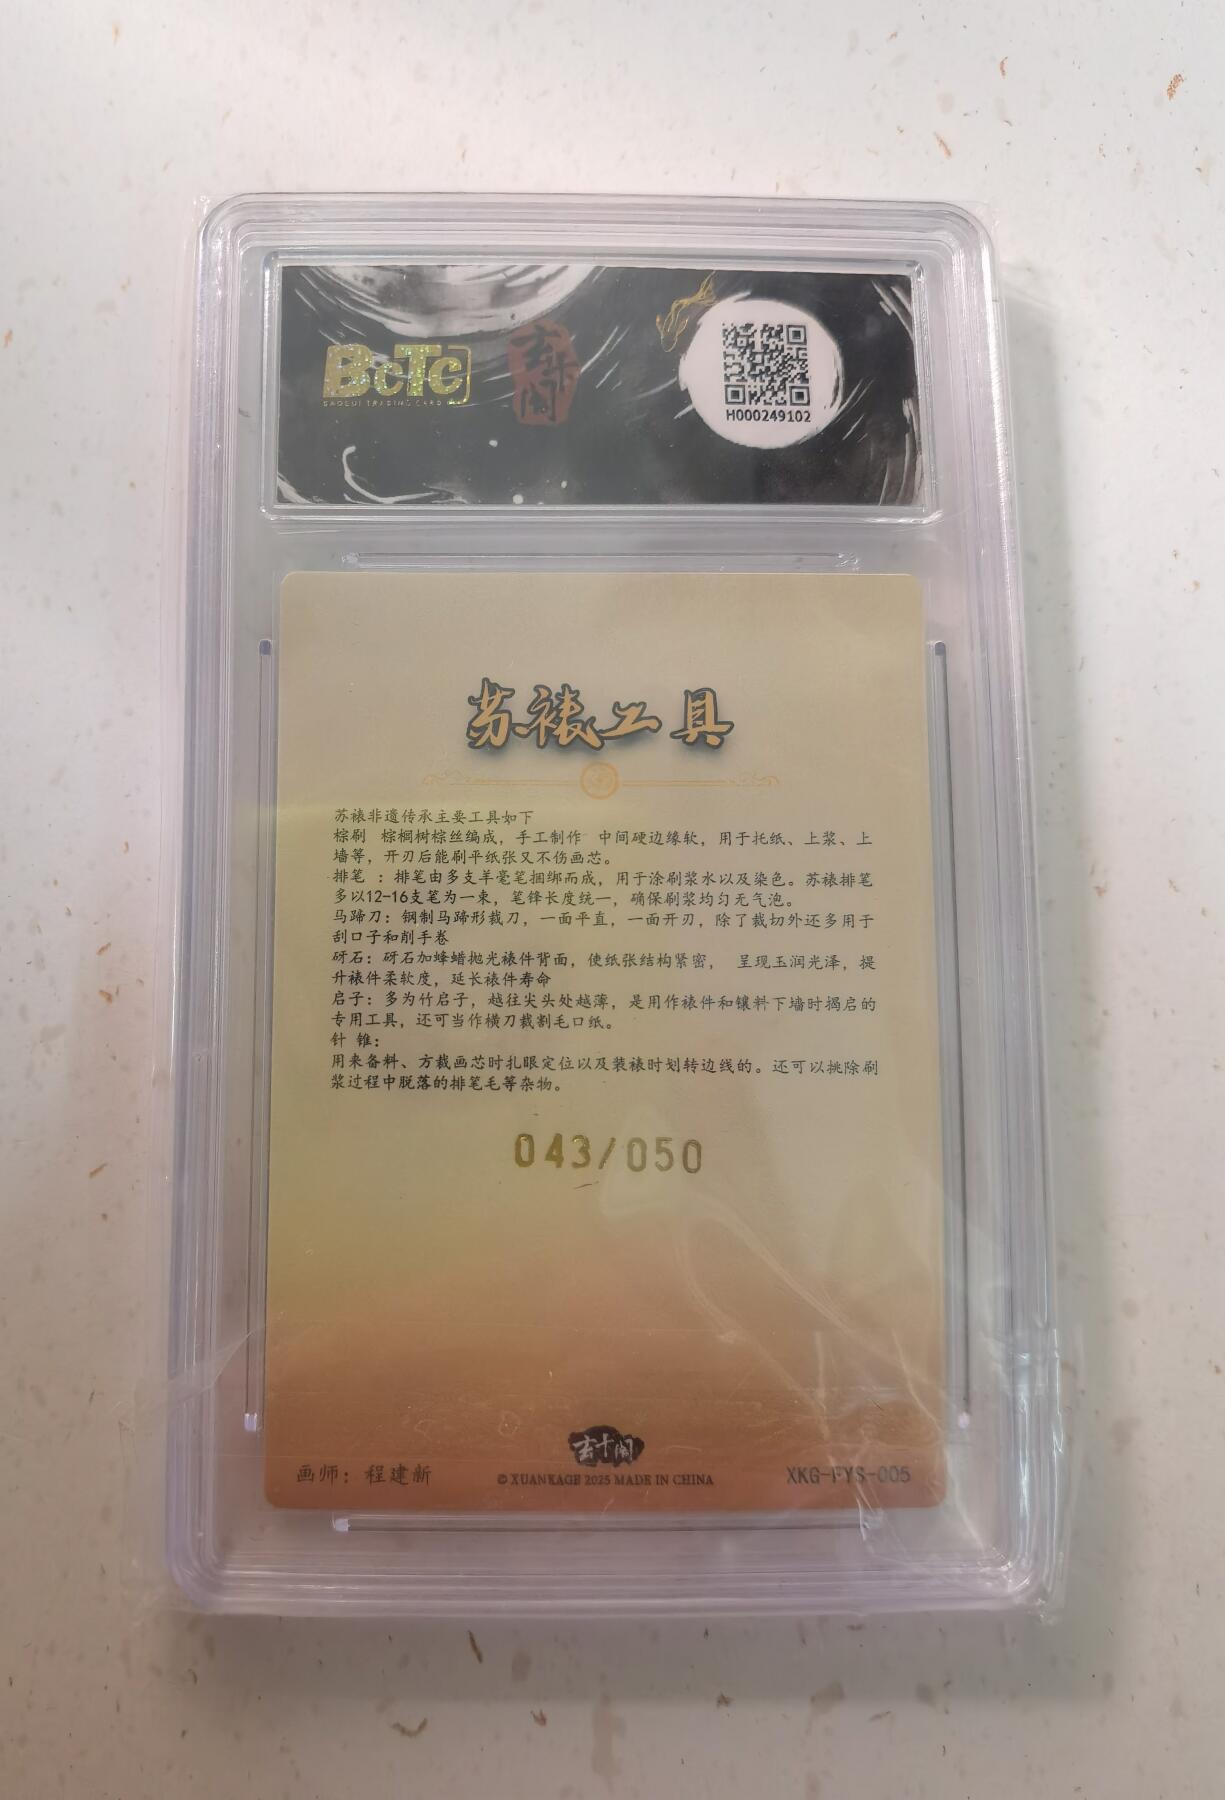 BcTc
玄卡阁
H000249102
苏裱工具
苏裱非遗传承主要工具如下
棕刷 棕榈树棕丝编成，手工制作 中间硬边缘软，用于托纸、上浆、上
墙等，开刃后能刷平纸张又不伤画芯。
排笔 ：排笔由多支羊毫笔捆绑而成，用于涂刷浆水以及染色。苏裱排笔
多以12-16支笔为一束，笔锋长度统一，确保刷浆均匀无气泡。
马蹄刀：钢制马蹄形裁刀，一面平直，一面开刃，除了裁切外还多用于
刮口子和削手卷
砑石：砑石加蜂蜡抛光裱件背面，使纸张结构紧密， 呈现玉润光泽，提
升裱件柔软度，延长裱件寿命
启子：多为竹启子，越往尖头处越薄，是用作裱件和镶料下墙时揭启的
专用工具，还可当作横刀裁割毛口纸。
针 锥：
用来备料、方裁画芯时扎眼定位以及装裱时划转边线的。还可以挑除刷
浆过程中脱落的排笔毛等杂物。
043/050
玄卡阁
画师：程建新
© XUANKAGE 2025 MADE IN CHINA
XKG-FYS-005